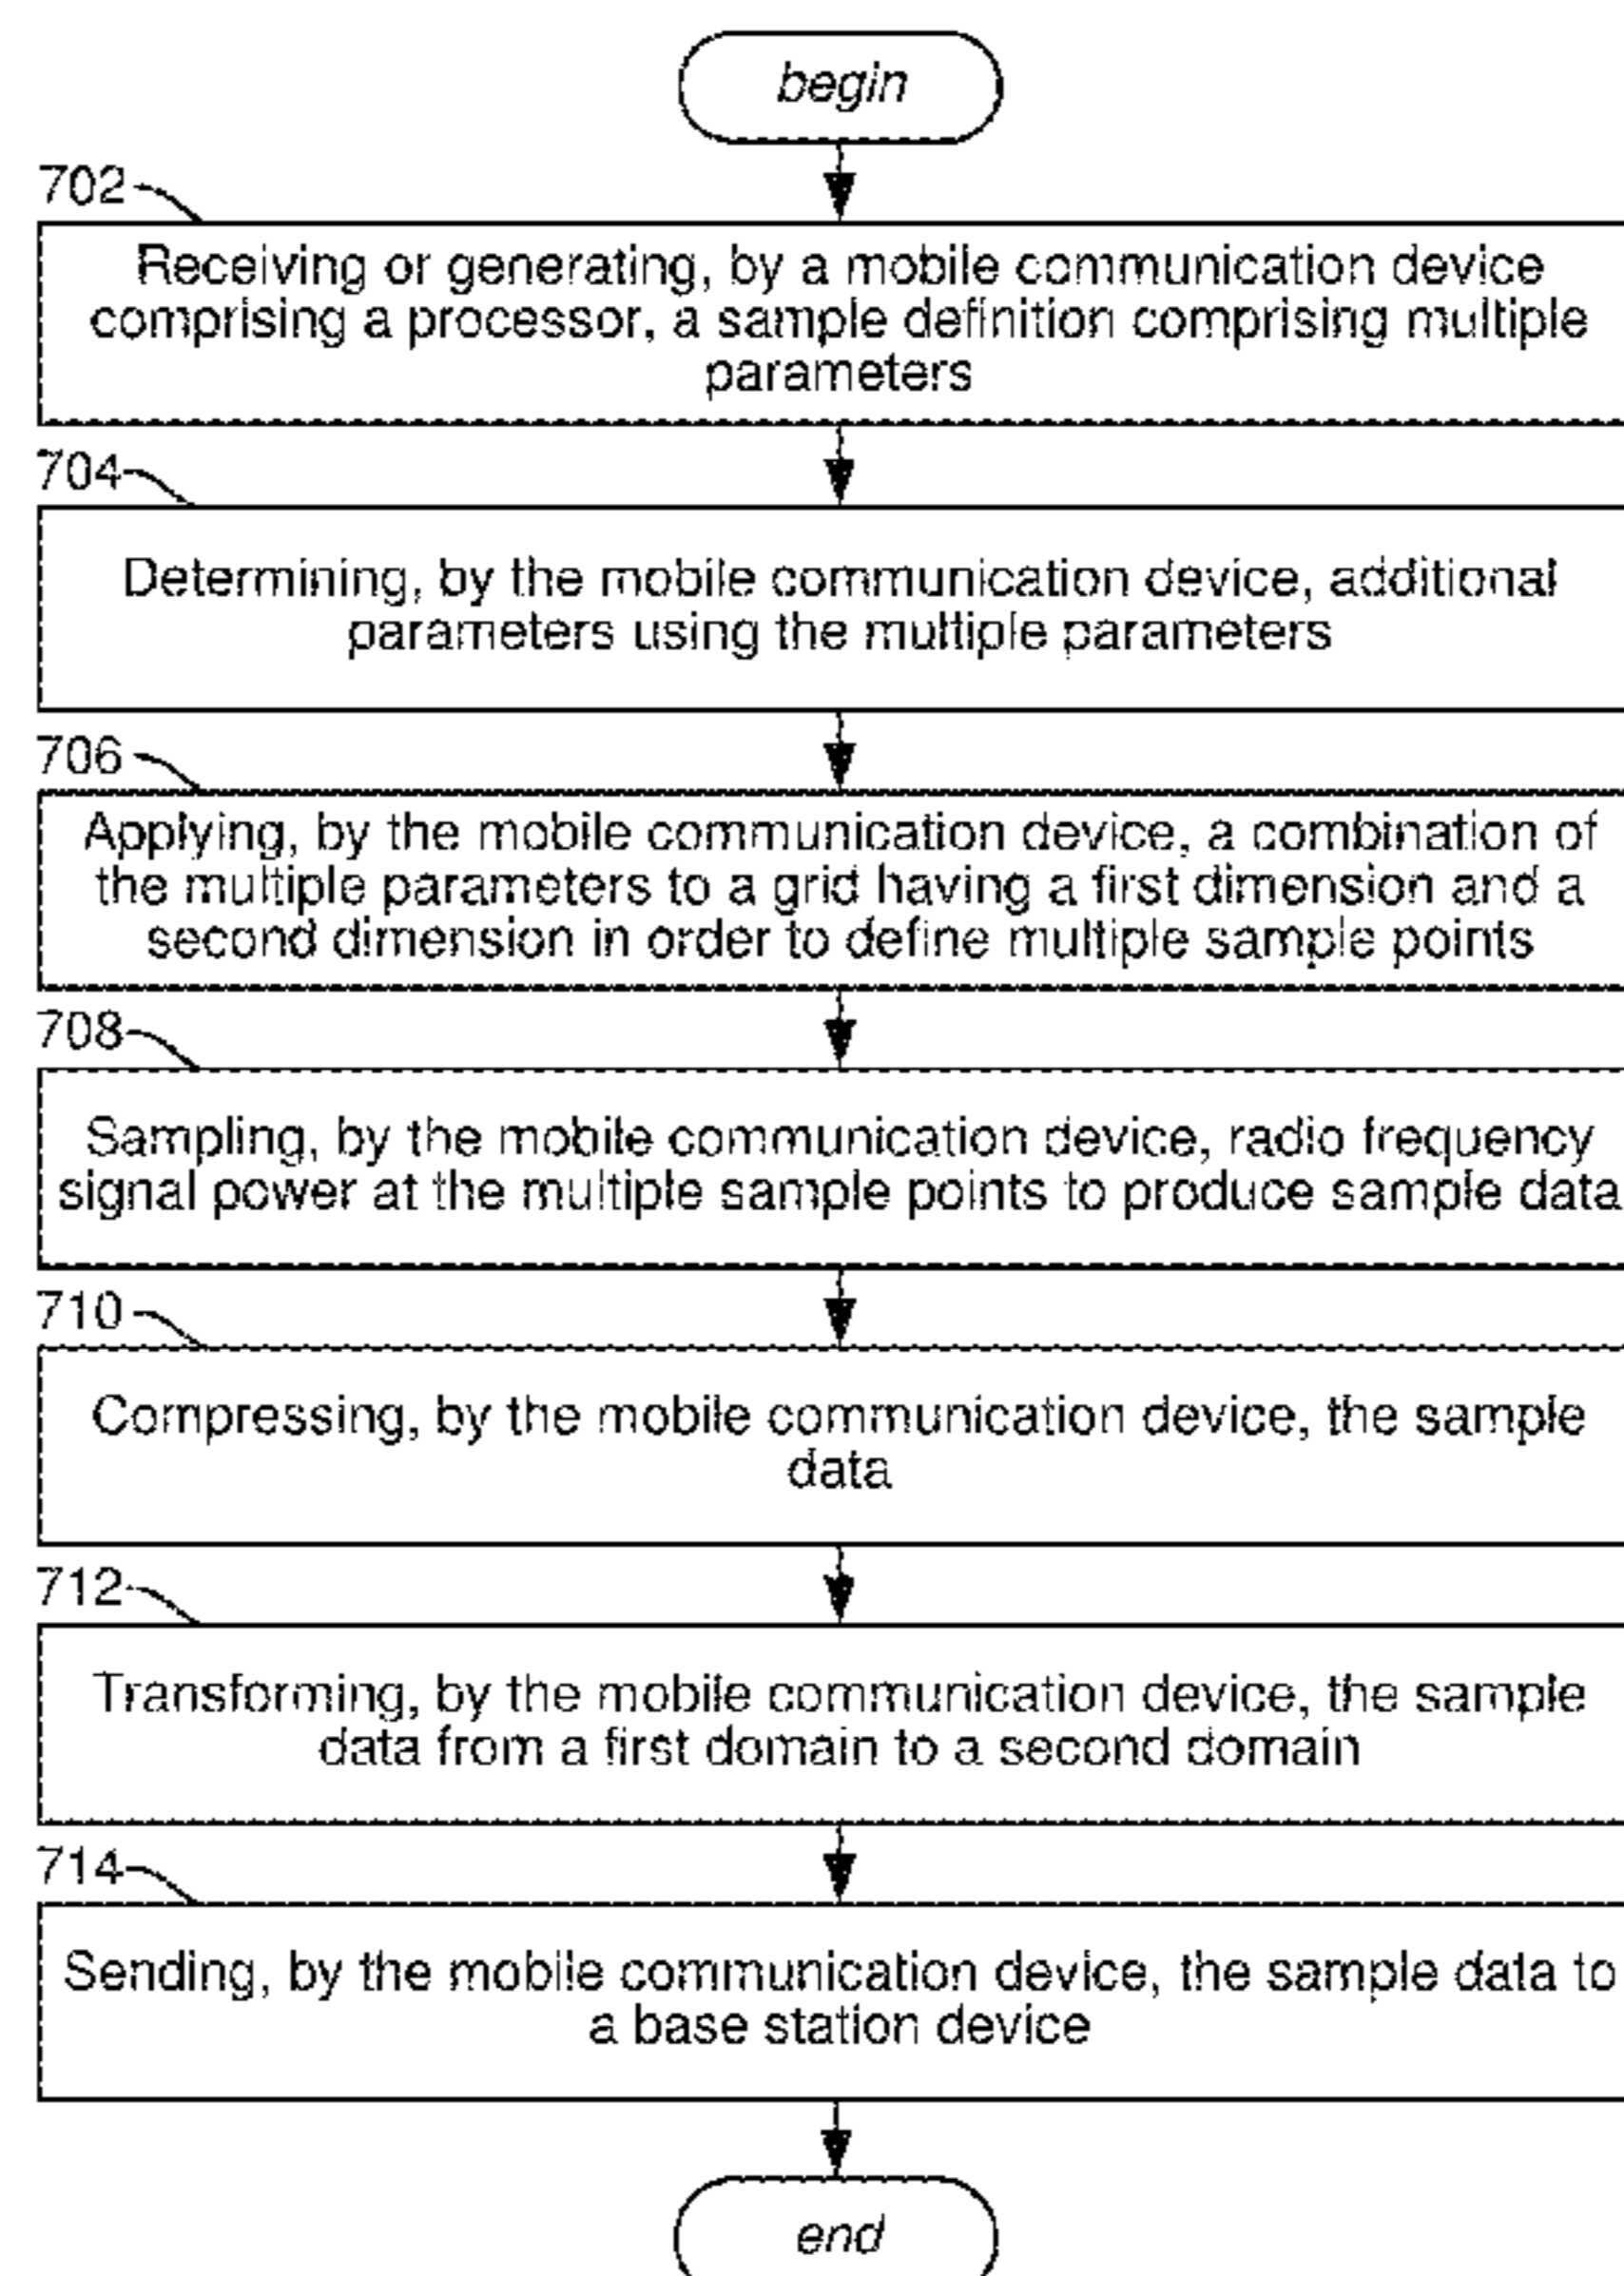 begin
702
Receiving or generating, by a mobile communication device
comprising a processor, a sample definition comprising multiple
parameters
704
Determining, by the mobile communication device, additional
parameters using the multiple parameters
706
Applying, by the mobile communication device, a combination of
the multiple parameters to a grid having a first dimension and a
second dimension in order to define multiple sample points
708
Sampling, by the mobile communication device, radio frequency
signal power at the multiple sample points to produce sample data
710
Compressing, by the mobile communication device, the sample
data
712
Transforming, by the mobile communication device, the sample
data from a first domain to a second domain
714
Sending, by the mobile communication device, the sample data to
a base station device
end